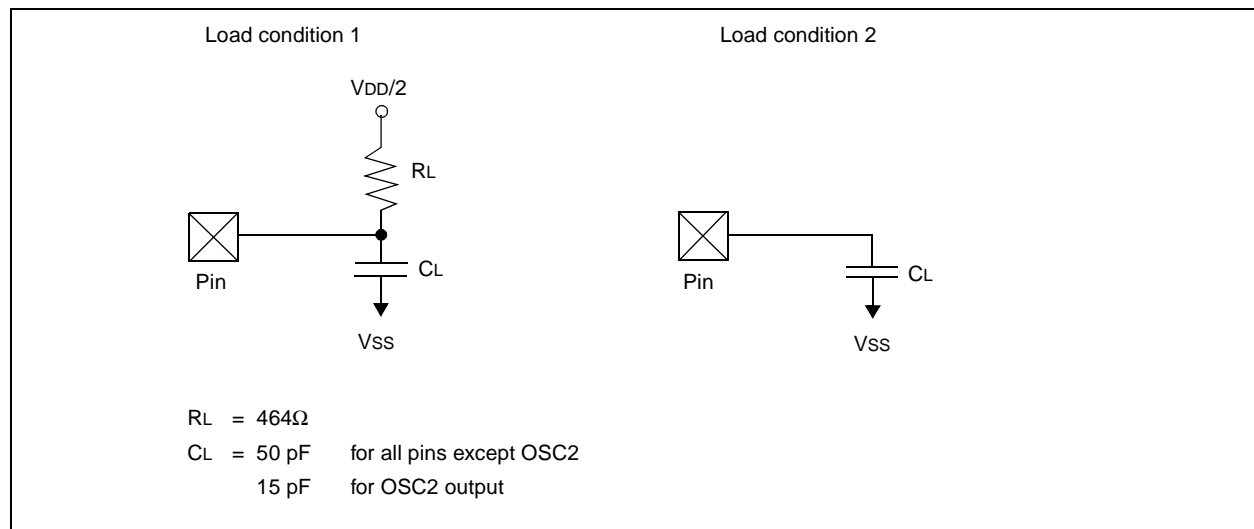 Load condition 1
Load condition 2
VDD/2
RL
CL
Pin
VSS
CL
Pin
VSS
RL = 464Ω
CL = 50 pF for all pins except OSC2
15 pF for OSC2 output